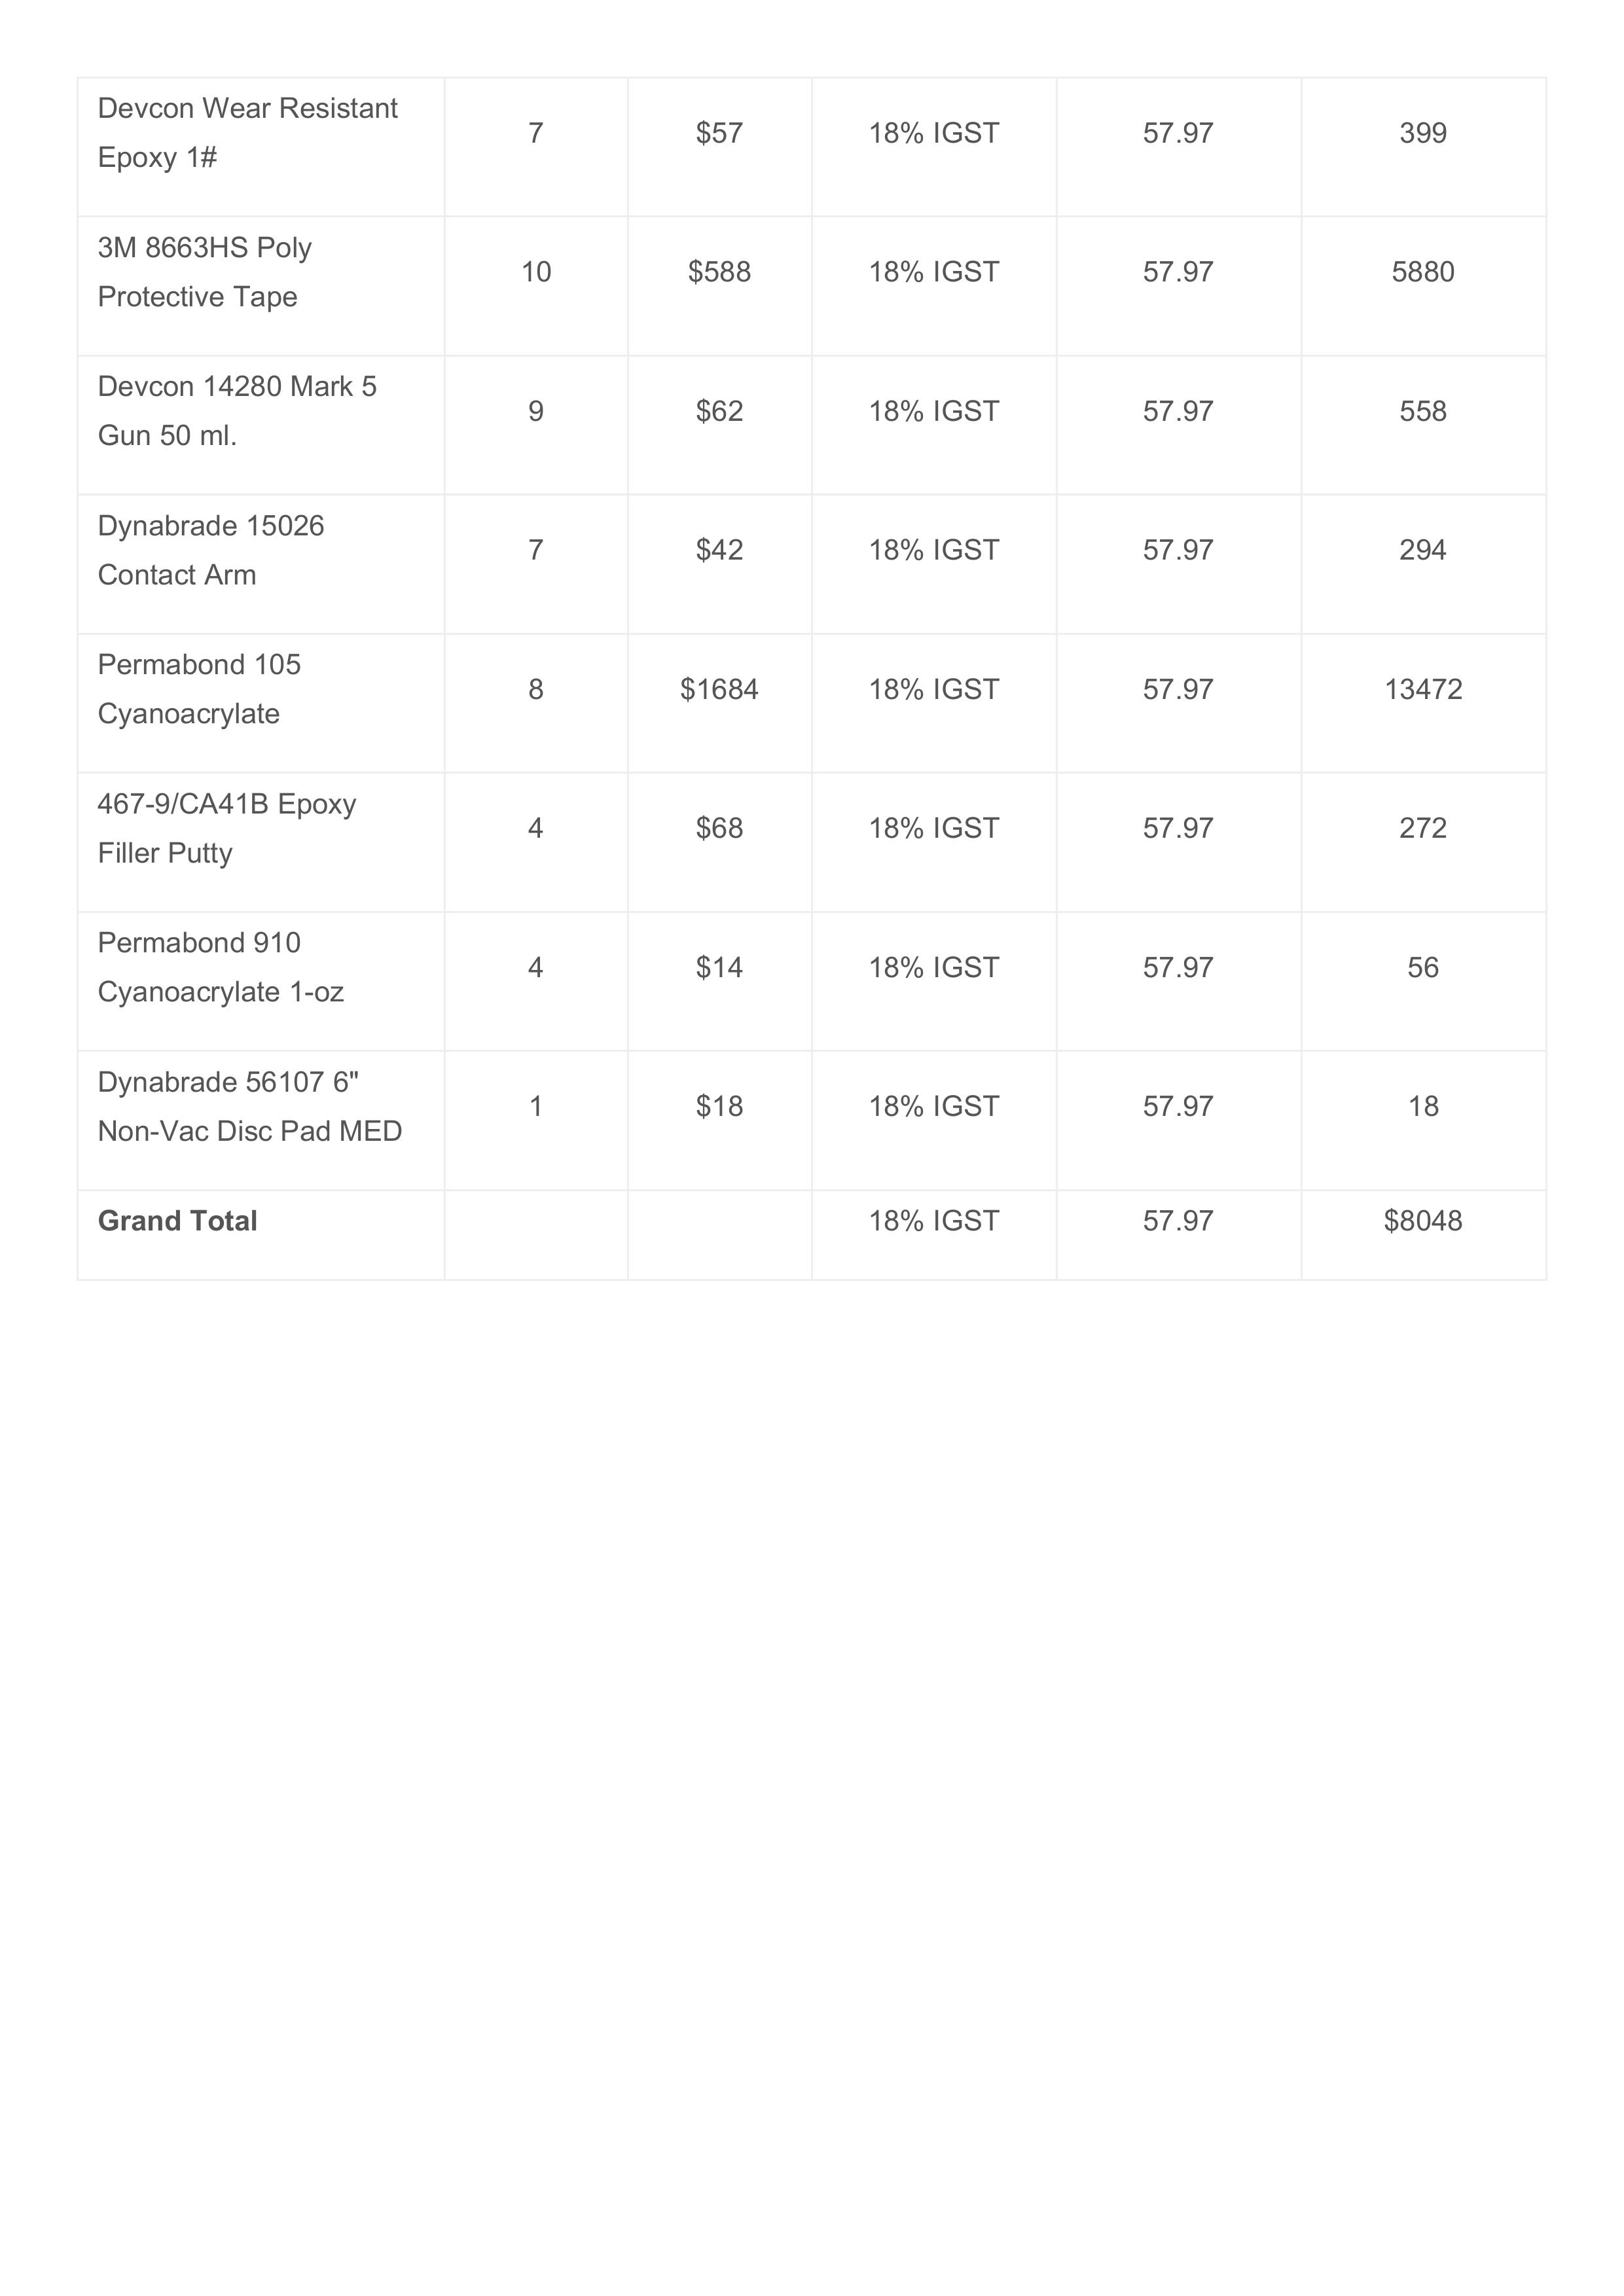 Devcon Wear Resistant
Epoxy 1#
7
$57
18% IGST
57.97
399
3M 8663HS Poly
Protective Tape
10
$588
18% IGST
57.97
5880
Devcon 14280 Mark 5
Gun 50 ml.
9
$62
18% IGST
57.97
558
Dynabrade 15026
Contact Arm
7
$42
18% IGST
57.97
294
Permabond 105
Cyanoacrylate
8
$1684
18% IGST
57.97
13472
467-9/CA41B Epoxy
Filler Putty
4
$68
18% IGST
57.97
272
Permabond 910
Cyanoacrylate 1-oz
4
$14
18% IGST
57.97
56
Dynabrade 56107 6"
Non-Vac Disc Pad MED
1
$18
18% IGST
57.97
18
Grand Total
18% IGST
57.97
$8048